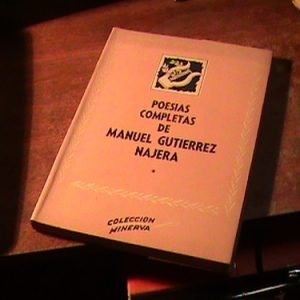 POESIAS
COMPLETAS
DE
MANUEL GUTIERREZ
NAJERA
*
COLECCION
MINERVA